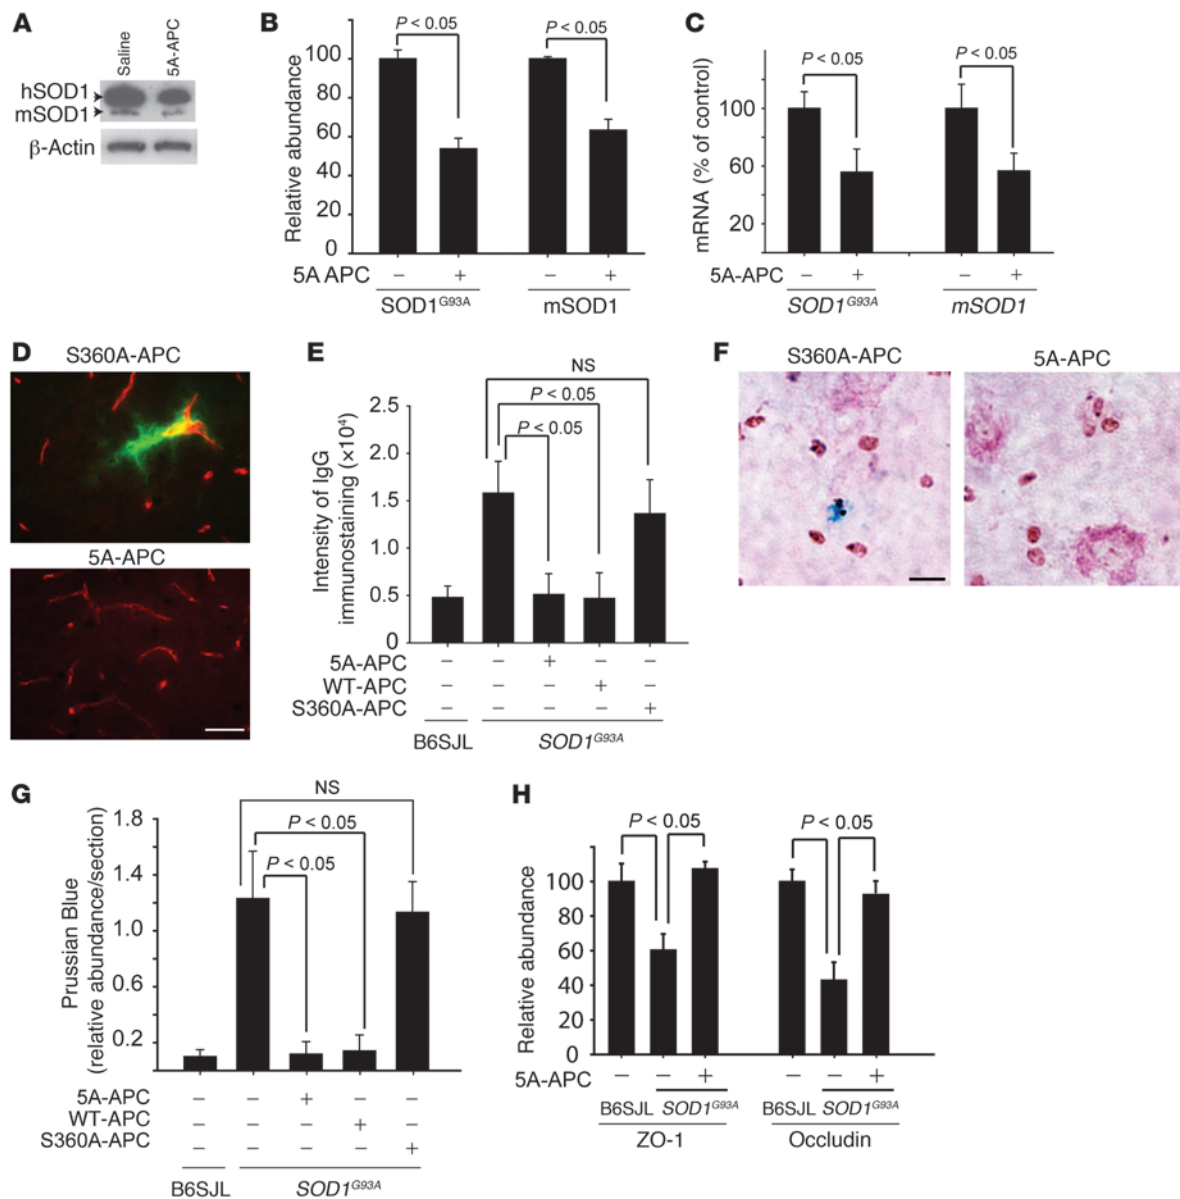 A
Saline
5A-APC
hSOD1
mSOD1
β-Actin
B
Relative abundance
100
80
60
40
20
0
P < 0.05
P < 0.05
5A APC
– + – +
SOD1G93A mSOD1
C
mRNA (% of control)
100
60
20
P < 0.05
P < 0.05
5A-APC
– + – +
SOD1G93A mSOD1
D
S360A-APC
5A-APC
E
Intensity of IgG
immunostaining (×10⁴)
2.5
1.5
1.0
0.5
0
NS
P < 0.05
P < 0.05
5A-APC – – + – –
WT-APC – – – + –
S360A-APC – – – – +
B6SJL SOD1G93A
F
S360A-APC 5A-APC
G
Prussian Blue
(relative abundance/section)
1.8
1.4
1.2
0.6
0.2
NS
P < 0.05
P < 0.05
5A-APC – – + – –
WT-APC – – – + –
S360A-APC – – – – +
B6SJL SOD1G93A
H
Relative abundance
100
80
60
40
20
0
P < 0.05
P < 0.05
5A-APC – – + – – +
B6SJL SOD1G93A B6SJL SOD1G93A
ZO-1 Occludin